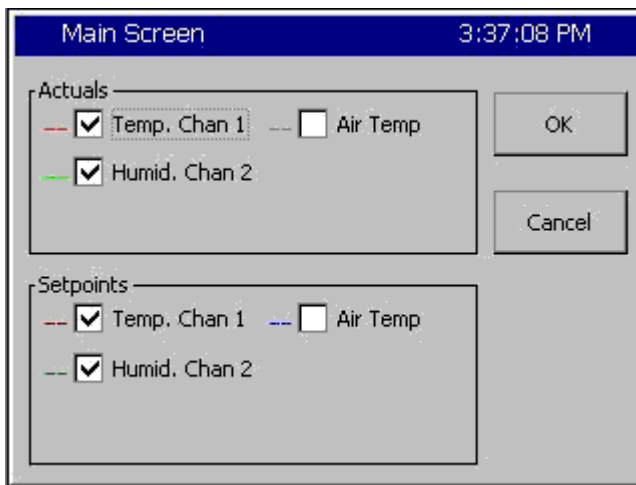 Main Screen 3:37:08 PM
Actuals
Temp. Chan 1 Air Temp
Humid. Chan 2
OK
Cancel
Setpoints
Temp. Chan 1 Air Temp
Humid. Chan 2